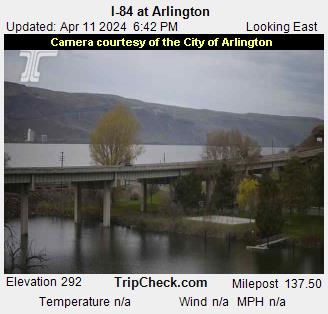 I-84 at Arlington
Updated: Apr 11 2024 6:42 PM Looking East
Camera courtesy of the City of Arlington
Elevation 292 TripCheck.com Milepost 137.50
Temperature n/a Wind n/a MPH n/a